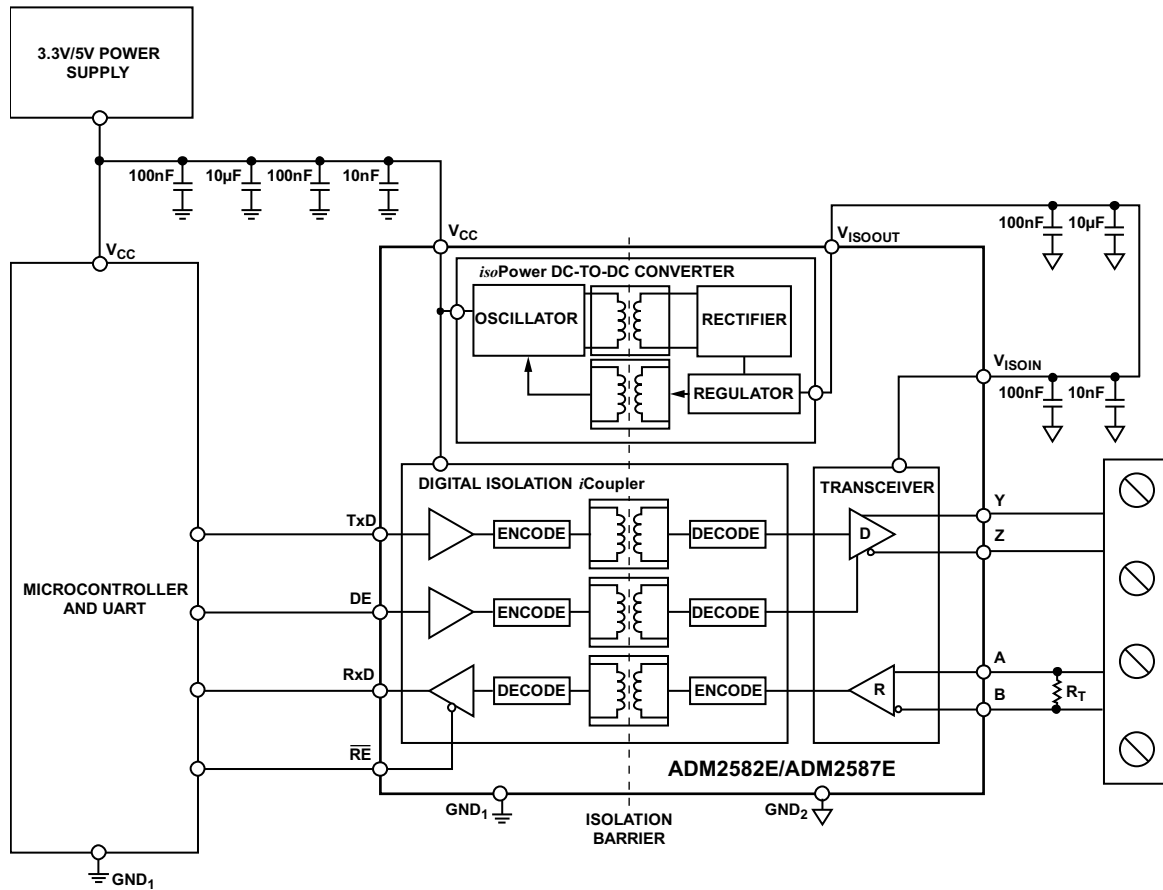 3.3V/5V POWER
SUPPLY
100nF
10µF
100nF
10nF
VCC
VCC
VISOOUT
100nF
10µF
isoPower DC-TO-DC CONVERTER
OSCILLATOR
RECTIFIER
REGULATOR
VISOIN
100nF
10nF
DIGITAL ISOLATION iCoupler
TRANSCEIVER
TxD
ENCODE
DECODE
D
Y
Z
MICROCONTROLLER
AND UART
DE
ENCODE
DECODE
RxD
DECODE
ENCODE
R
A
B
RT
RE
ADM2582E/ADM2587E
GND1
ISOLATION
BARRIER
GND2
GND1